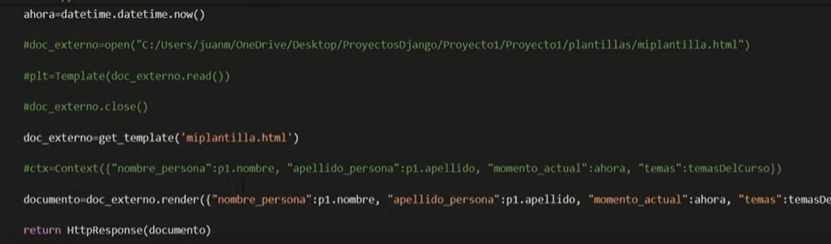 ahora=datetime.datetime.now()
#doc_externo=open("C:/Users/juanm/OneDrive/Desktop/ProyectosDjango/Proyecto1/Proyecto1/plantillas/miplantilla.html")
#plt=Template(doc_externo.read())
#doc_externo.close()
doc_externo=get_template('miplantilla.html')
#ctx=Context({"nombre_persona":p1.nombre, "apellido_persona":p1.apellido, "momento_actual":ahora, "temas":temasDelCurso})
documento=doc_externo.render({"nombre_persona":p1.nombre, "apellido_persona":p1.apellido, "momento_actual":ahora, "temas":temasDe
return HttpResponse(documento)